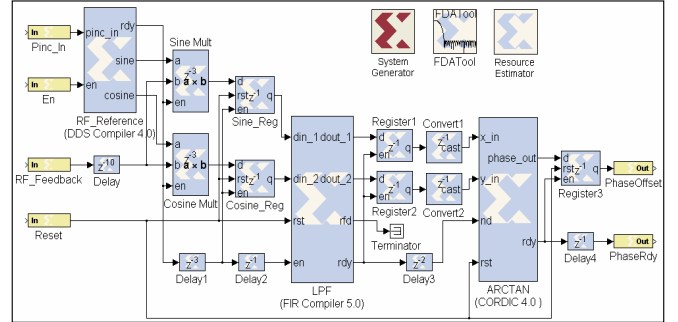 In
Pinc_In
In
En
pinc_in
rdy
sine
cosine
en
RF_Reference
(DDS Compiler 4.0)
Sine Mult
a
b
en
z-3
a × b
a
b
en
z-3
a × b
Cosine Mult
d
rst
en
z-1
q
Sine_Reg
d
rst
en
z-1
q
Cosine_Reg
In
RF_Feedback
z-10
Delay
In
Reset
z-3
Delay1
z-1
Delay2
din_1
dout_1
din_2
dout_2
rst
rfd
en
rdy
LPF
(FIR Compiler 5.0)
Register1
d
en
z-1
q
Convert1
z-1
cast
d
en
z-1
q
Register2
z-1
cast
Convert2
Terminator
z-2
Delay3
x_in
phase_out
y_in
nd
rdy
rst
ARCTAN
(CORDIC 4.0 )
d
rst
en
z-1
q
Register3
Out
PhaseOffset
z-1
Delay4
Out
PhaseRdy
System
Generator
FDATool
FDATool
Resource
Estimator